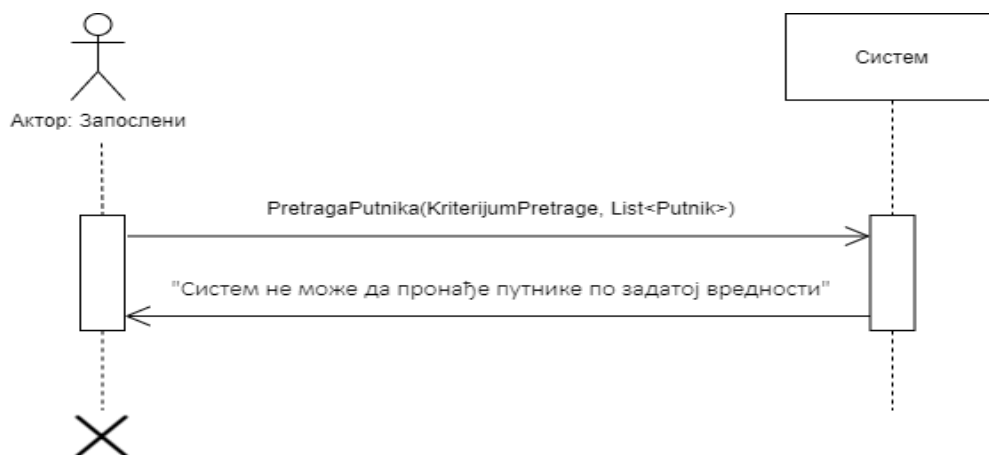 Систем
Актор: Запослени
PretragaPutnika(KriterijumPretrage, List<Putnik>)
"Систем не може да пронађе путнике по задатој вредности"